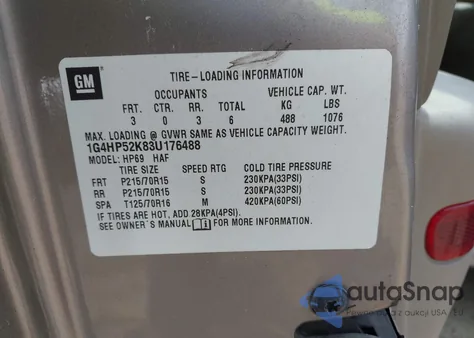 GM
TIRE-LOADING INFORMATION
OCCUPANTS VEHICLE CAP. WT.
FRT. CTR. RR. TOTAL KG LBS
3 0 3 6 488 1076
MAX. LOADING @ GVWR SAME AS VEHICLE CAPACITY WEIGHT.
1G4HP52K83U176488
MODEL: HP69 HAF
TIRE SIZE SPEED RTG COLD TIRE PRESSURE
FRT P215/70R15 S 230KPA(33PSI)
RR P215/70R15 S 230KPA(33PSI)
SPA T125/70R16 M 420KPA(60PSI)
IF TIRES ARE HOT, ADD 28KPA(4PSI).
SEE OWNER'S MANUAL FOR MORE INFORMATION.
autoSnap
z aukcji USA